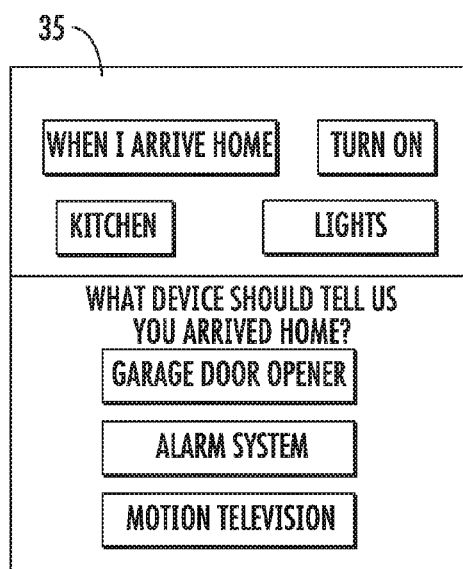 35
WHEN I ARRIVE HOME TURN ON
KITCHEN LIGHTS
WHAT DEVICE SHOULD TELL US
YOU ARRIVED HOME?
GARAGE DOOR OPENER
ALARM SYSTEM
MOTION TELEVISION